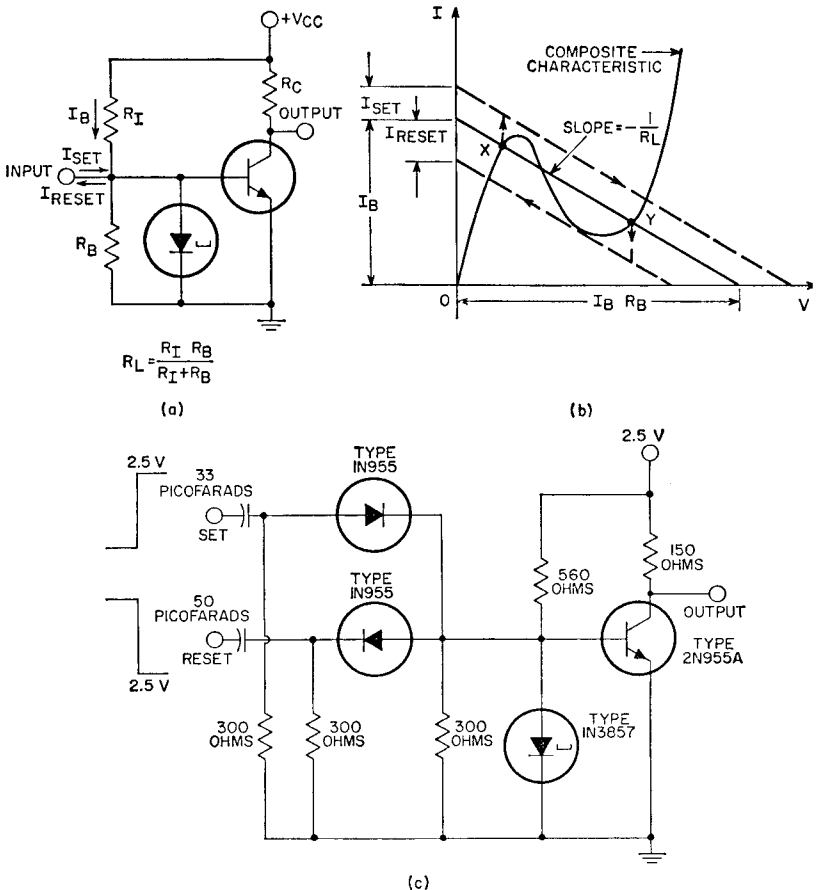 +VCC
RC
OUTPUT
IB
RI
INPUT
ISET
IRESET
RB
RL = RI RB / RI+RB
(a)
I
COMPOSITE
CHARACTERISTIC
ISET
IRESET
SLOPE = -1/RL
X
IB
Y
O
IB RB
V
(b)
2.5 V
33
PICOFARADS
SET
TYPE
IN955
2.5 V
560
OHMS
150
OHMS
OUTPUT
50
PICOFARADS
RESET
2.5 V
TYPE
IN955
TYPE
2N955A
300
OHMS
300
OHMS
300
OHMS
TYPE
IN3857
(c)